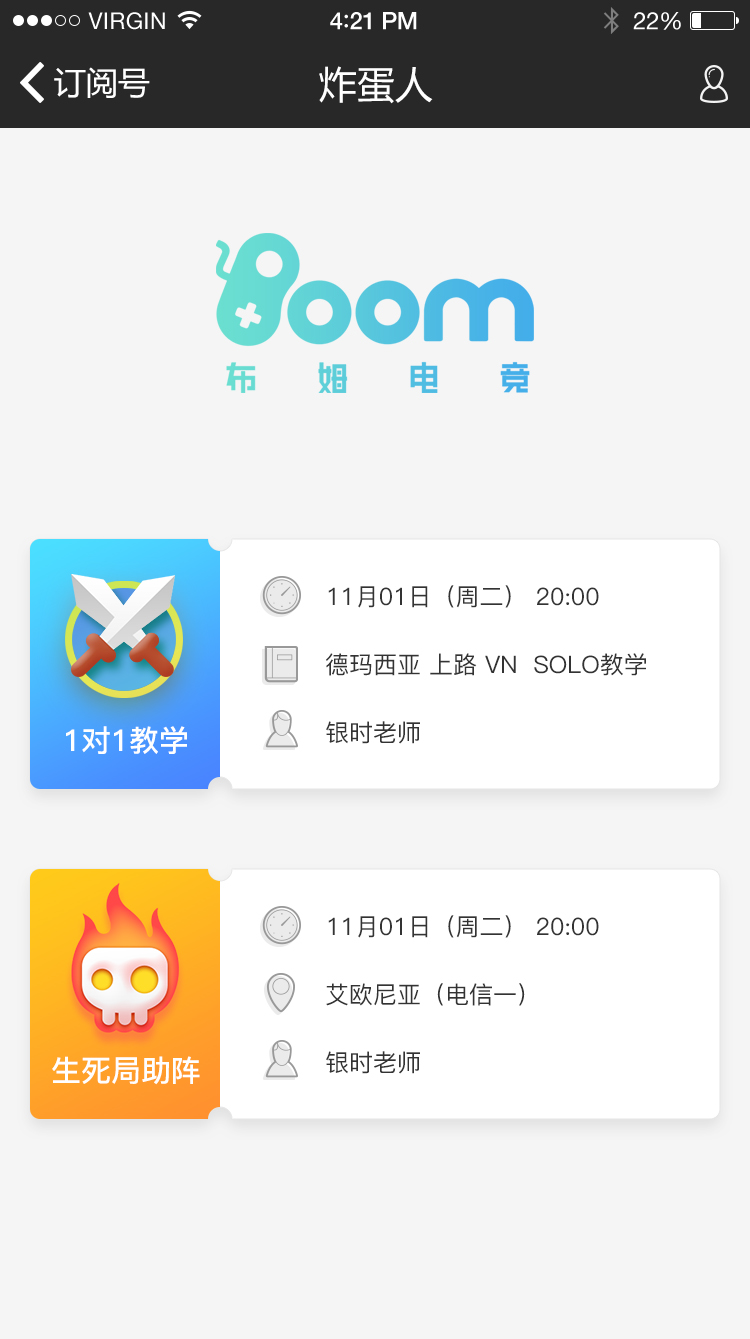 VIRGIN 4:21 PM 22%
订阅号 炸蛋人
Boom
布姆电竞
11月01日（周二） 20:00
德玛西亚 上路 VN SOLO教学
银时老师
1对1教学
11月01日（周二） 20:00
艾欧尼亚（电信一）
银时老师
生死局助阵